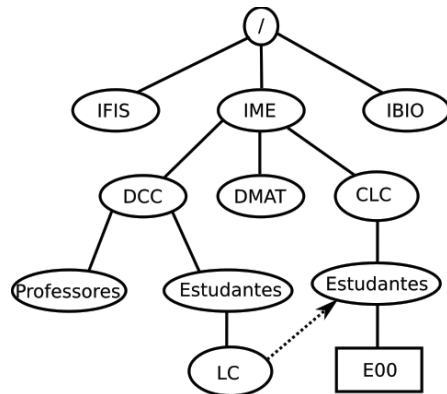 /
IFIS
IME
IBIO
DCC
DMAT
CLC
Professores
Estudantes
Estudantes
LC
E00